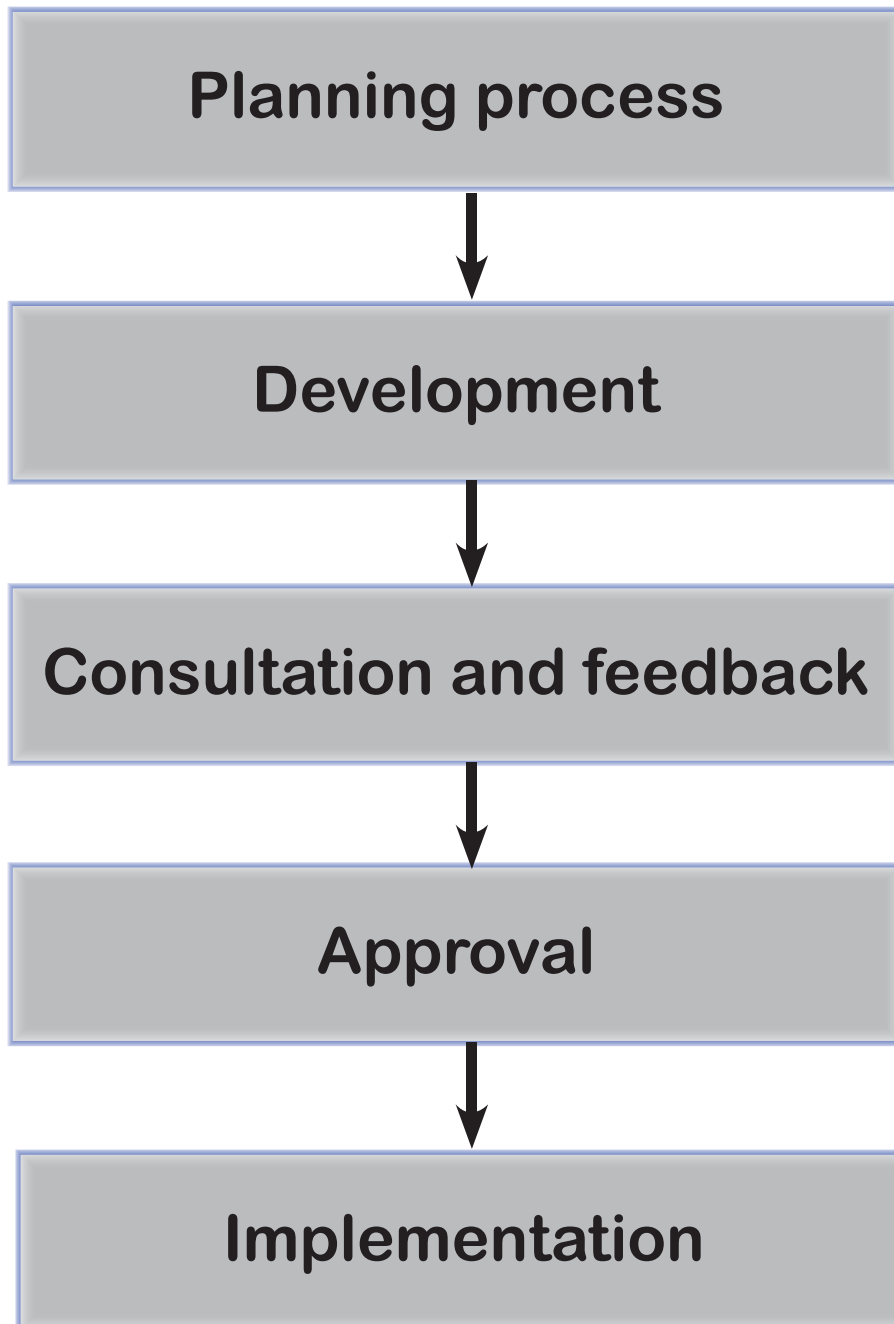 Planning process
Development
Consultation and feedback
Approval
Implementation